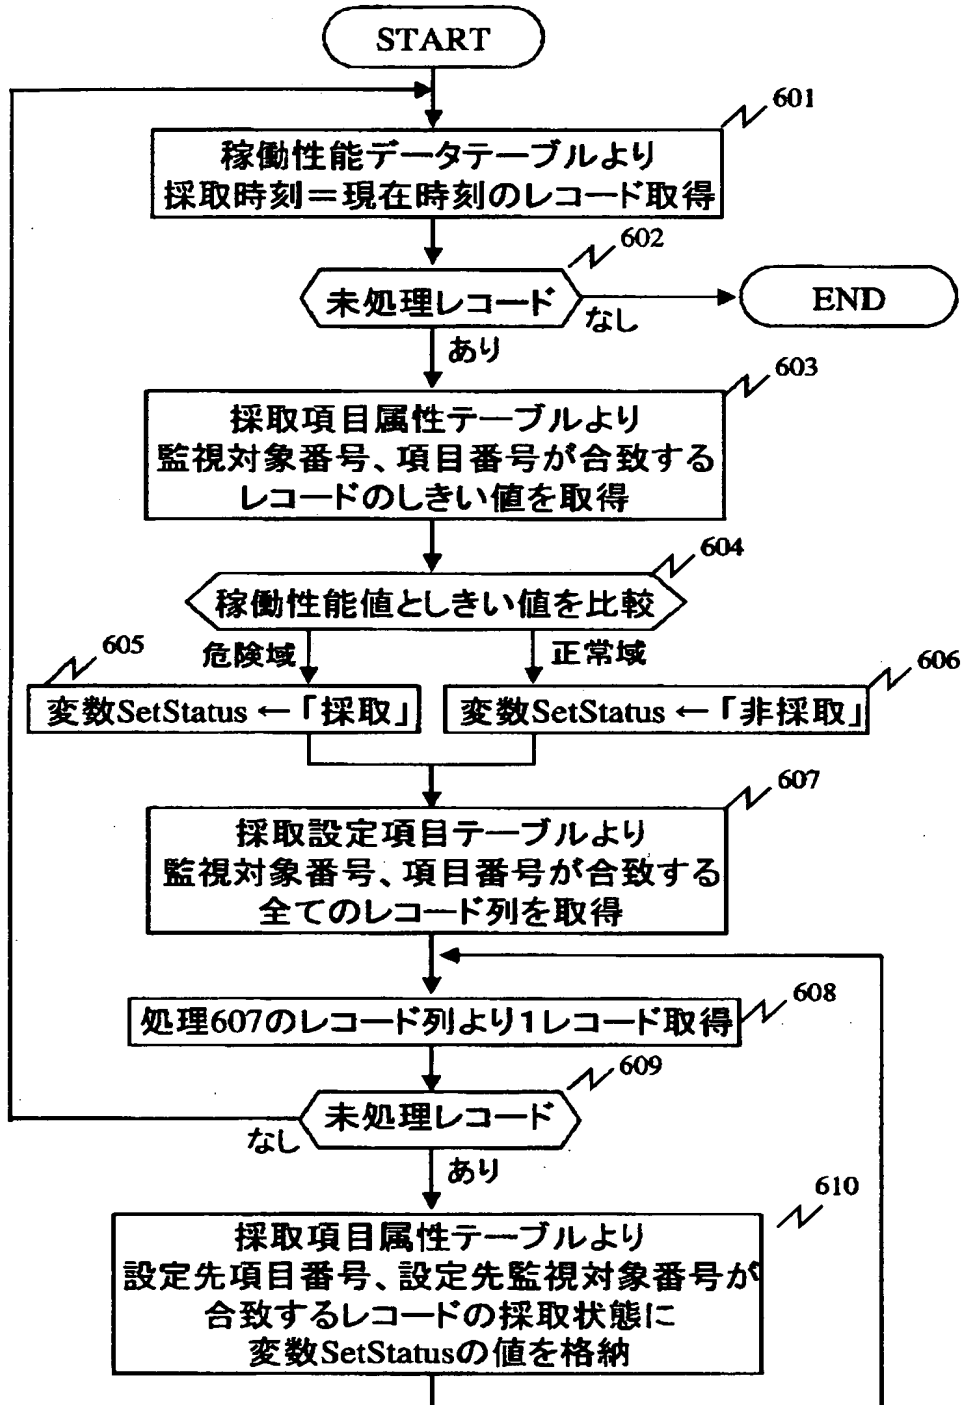 START
601
稼働性能データテーブルより
採取時刻＝現在時刻のレコード取得
602
未処理レコード
なし
END
あり
603
採取項目属性テーブルより
監視対象番号、項目番号が合致する
レコードのしきい値を取得
604
稼働性能値としきい値を比較
605
危険域
正常域
606
変数SetStatus ←「採取」
変数SetStatus ←「非採取」
607
採取設定項目テーブルより
監視対象番号、項目番号が合致する
全てのレコード列を取得
608
処理607のレコード列より1レコード取得
609
未処理レコード
なし
あり
610
採取項目属性テーブルより
設定先項目番号、設定先監視対象番号が
合致するレコードの採取状態に
変数SetStatusの値を格納